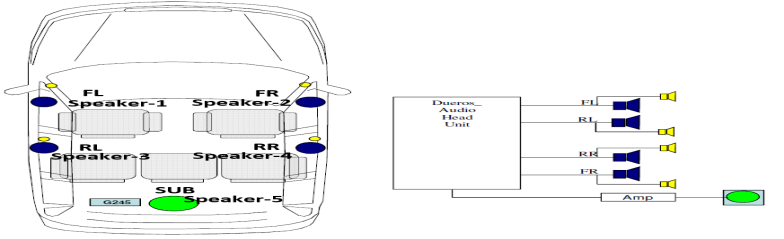 FL
FR
Speaker-1
Speaker-2
RL
RR
Speaker-3
Speaker-4
SUB
G245
Speaker-5
Dueros_
Audio
Head
Unit
FL
RL
RR
FR
Amp